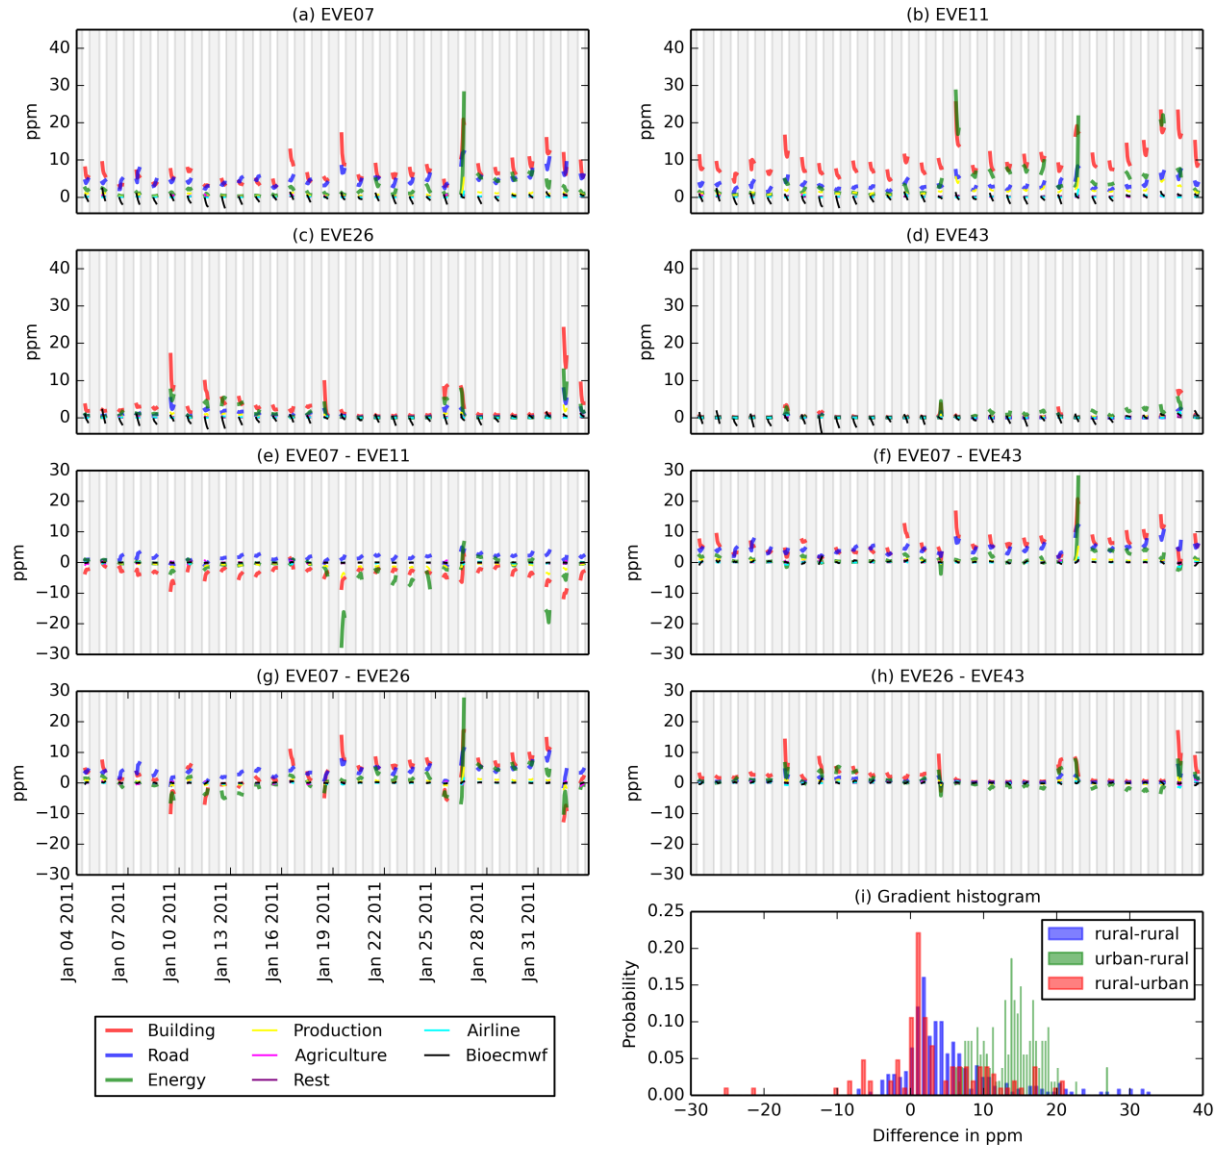 (a) EVE07
(b) EVE11
ppm
40
30
20
10
0
ppm
40
30
20
10
0
(c) EVE26
(d) EVE43
ppm
40
30
20
10
0
ppm
40
30
20
10
0
(e) EVE07 - EVE11
(f) EVE07 - EVE43
ppm
30
20
10
0
−10
−20
−30
ppm
30
20
10
0
−10
−20
−30
(g) EVE07 - EVE26
(h) EVE26 - EVE43
ppm
30
20
10
0
−10
−20
−30
ppm
30
20
10
0
−10
−20
−30
Jan 04 2011
Jan 07 2011
Jan 10 2011
Jan 13 2011
Jan 16 2011
Jan 19 2011
Jan 22 2011
Jan 25 2011
Jan 28 2011
Jan 31 2011
(i) Gradient histogram
Probability
0.25
0.20
0.15
0.10
0.05
0.00
rural-rural
urban-rural
rural-urban
−30 −20 −10 0 10 20 30 40
Difference in ppm
Building
Road
Energy
Production
Agriculture
Rest
Airline
Bioecmwf